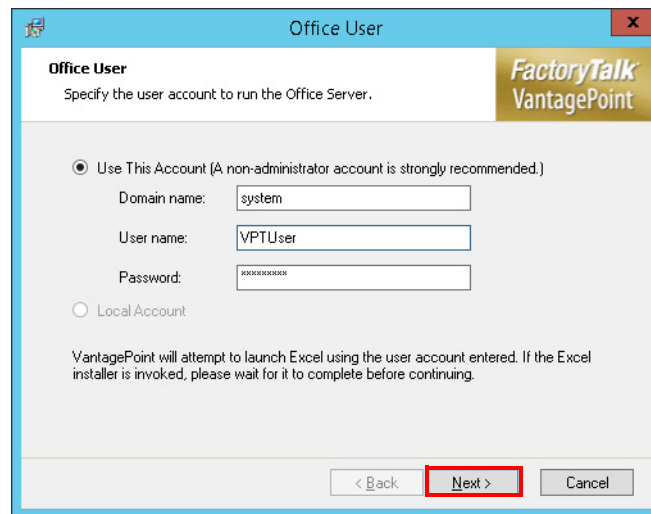 Office User
x
Office User
Specify the user account to run the Office Server.
FactoryTalk
VantagePoint
Use This Account (A non-administrator account is strongly recommended.)
Domain name: system
User name: VPTUser
Password: xxxxxxxxx
Local Account
VantagePoint will attempt to launch Excel using the user account entered. If the Excel
installer is invoked, please wait for it to complete before continuing.
< Back Next > Cancel